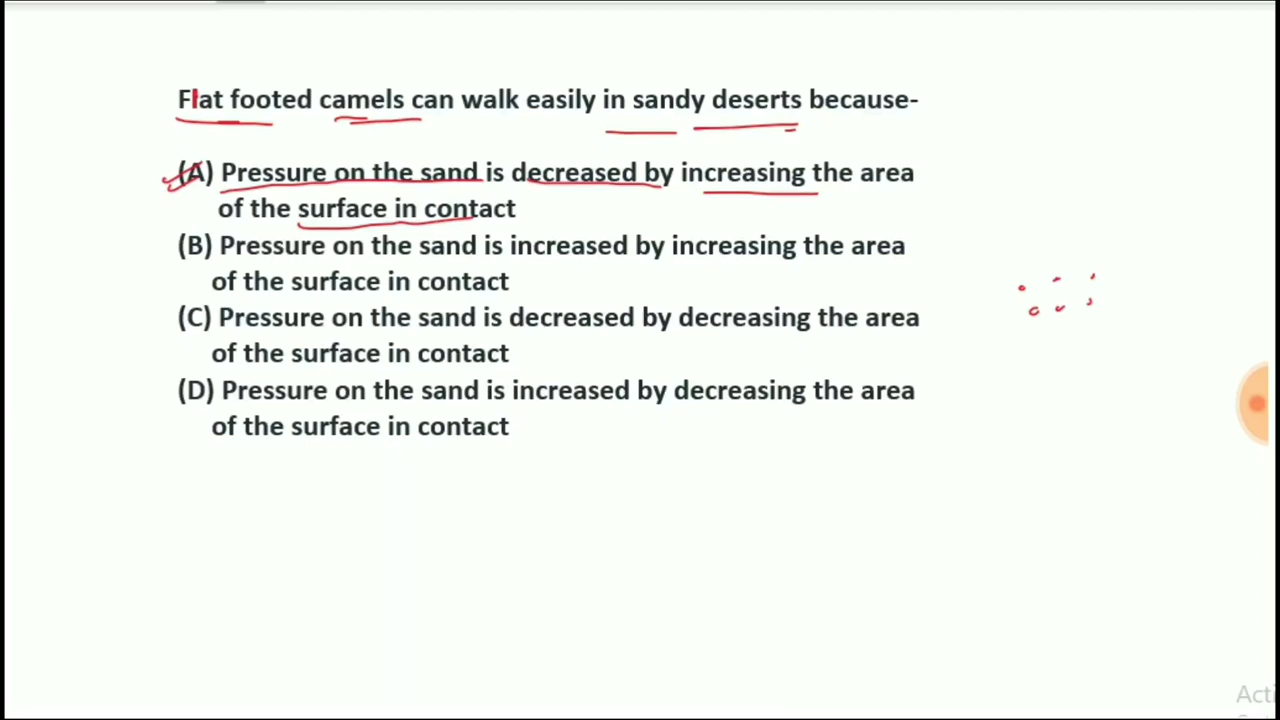 Flat footed camels can walk easily in sandy deserts because-
(A) Pressure on the sand is decreased by increasing the area
of the surface in contact
(B) Pressure on the sand is increased by increasing the area
of the surface in contact
(C) Pressure on the sand is decreased by decreasing the area
of the surface in contact
(D) Pressure on the sand is increased by decreasing the area
of the surface in contact